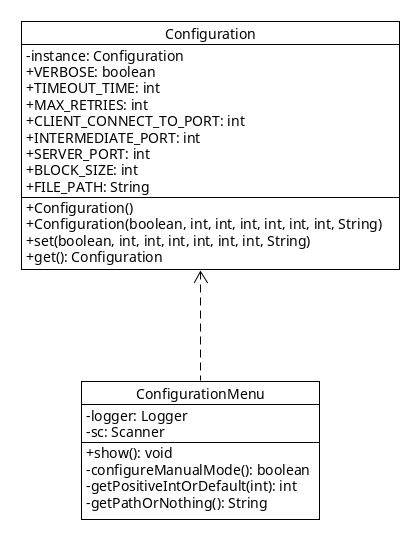 Configuration
-instance: Configuration
+VERBOSE: boolean
+TIMEOUT_TIME: int
+MAX_RETRIES: int
+CLIENT_CONNECT_TO_PORT: int
+INTERMEDIATE_PORT: int
+SERVER_PORT: int
+BLOCK_SIZE: int
+FILE_PATH: String
+Configuration()
+Configuration(boolean, int, int, int, int, int, int, String)
+set(boolean, int, int, int, int, int, int, String)
+get(): Configuration
ConfigurationMenu
-logger: Logger
-sc: Scanner
+show(): void
-configureManualMode(): boolean
-getPositiveIntOrDefault(int): int
-getPathOrNothing(): String